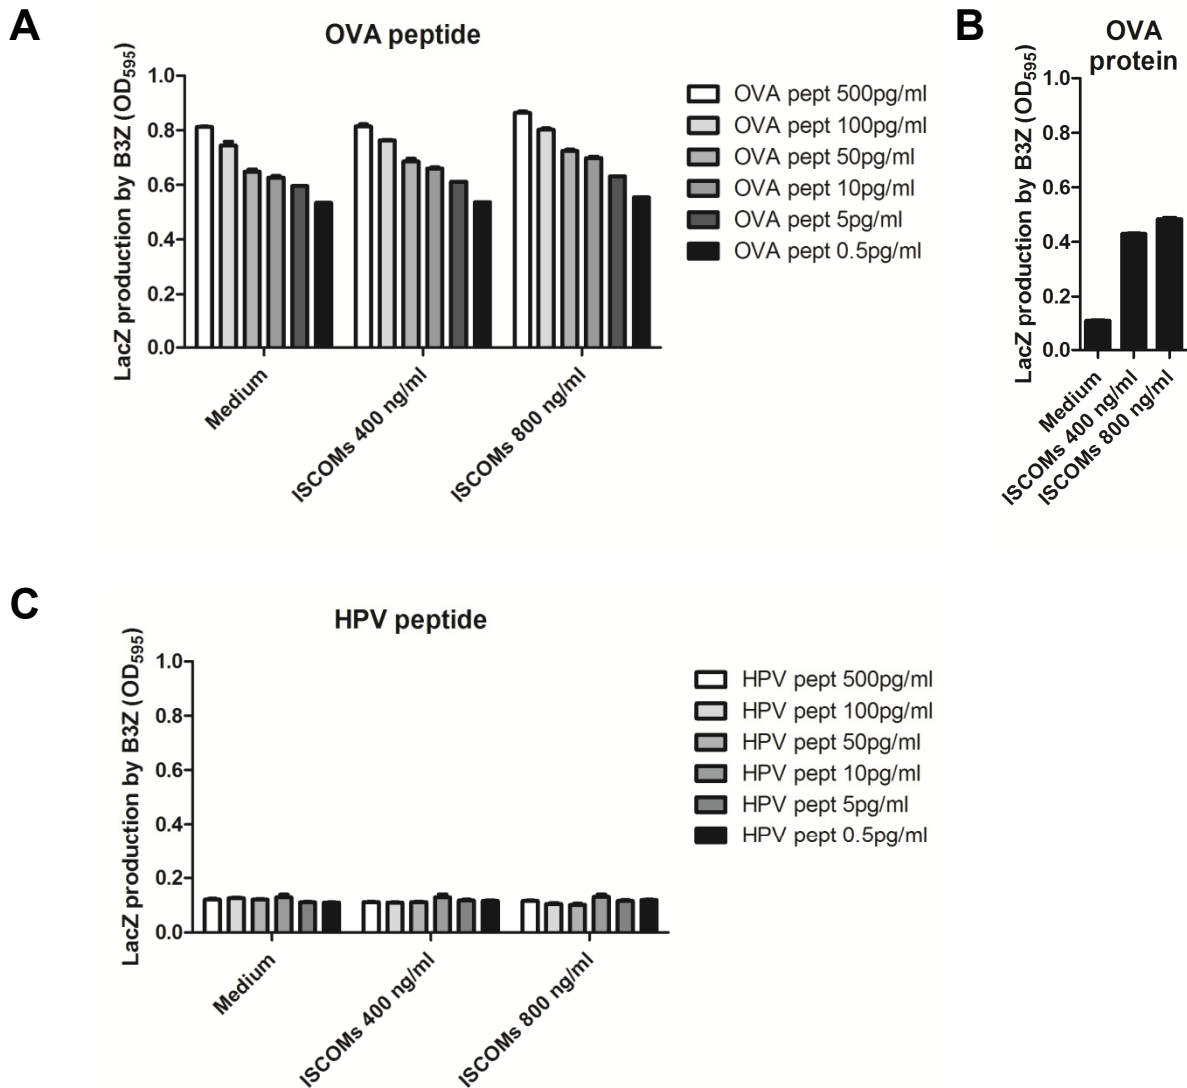 A
OVA peptide
LacZ production by B3Z (OD595)
1.0
0.8
0.6
0.4
0.2
0.0
Medium
ISCOMs 400 ng/ml
ISCOMs 800 ng/ml
OVA pept 500pg/ml
OVA pept 100pg/ml
OVA pept 50pg/ml
OVA pept 10pg/ml
OVA pept 5pg/ml
OVA pept 0.5pg/ml
B
OVA
protein
LacZ production by B3Z (OD595)
1.0
0.8
0.6
0.4
0.2
0.0
Medium
ISCOMs 400 ng/ml
ISCOMs 800 ng/ml
C
HPV peptide
LacZ production by B3Z (OD595)
1.0
0.8
0.6
0.4
0.2
0.0
Medium
ISCOMs 400 ng/ml
ISCOMs 800 ng/ml
HPV pept 500pg/ml
HPV pept 100pg/ml
HPV pept 50pg/ml
HPV pept 10pg/ml
HPV pept 5pg/ml
HPV pept 0.5pg/ml